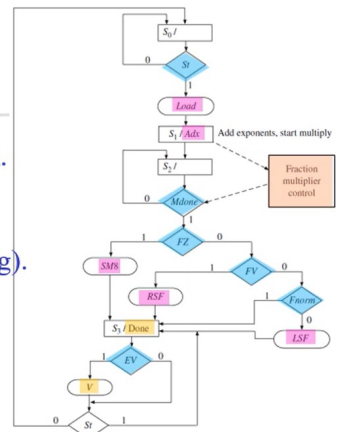 S0 /
0
St
1
Load
S1 / Adx
Add exponents, start multiply
S2 /
Fraction
multiplier
control
0
Mdone
1
1
FZ
0
SM8
1
FV
0
g).
RSF
1
Fnorm
0
S3 / Done
LSF
1
EV
0
V
0
St
1